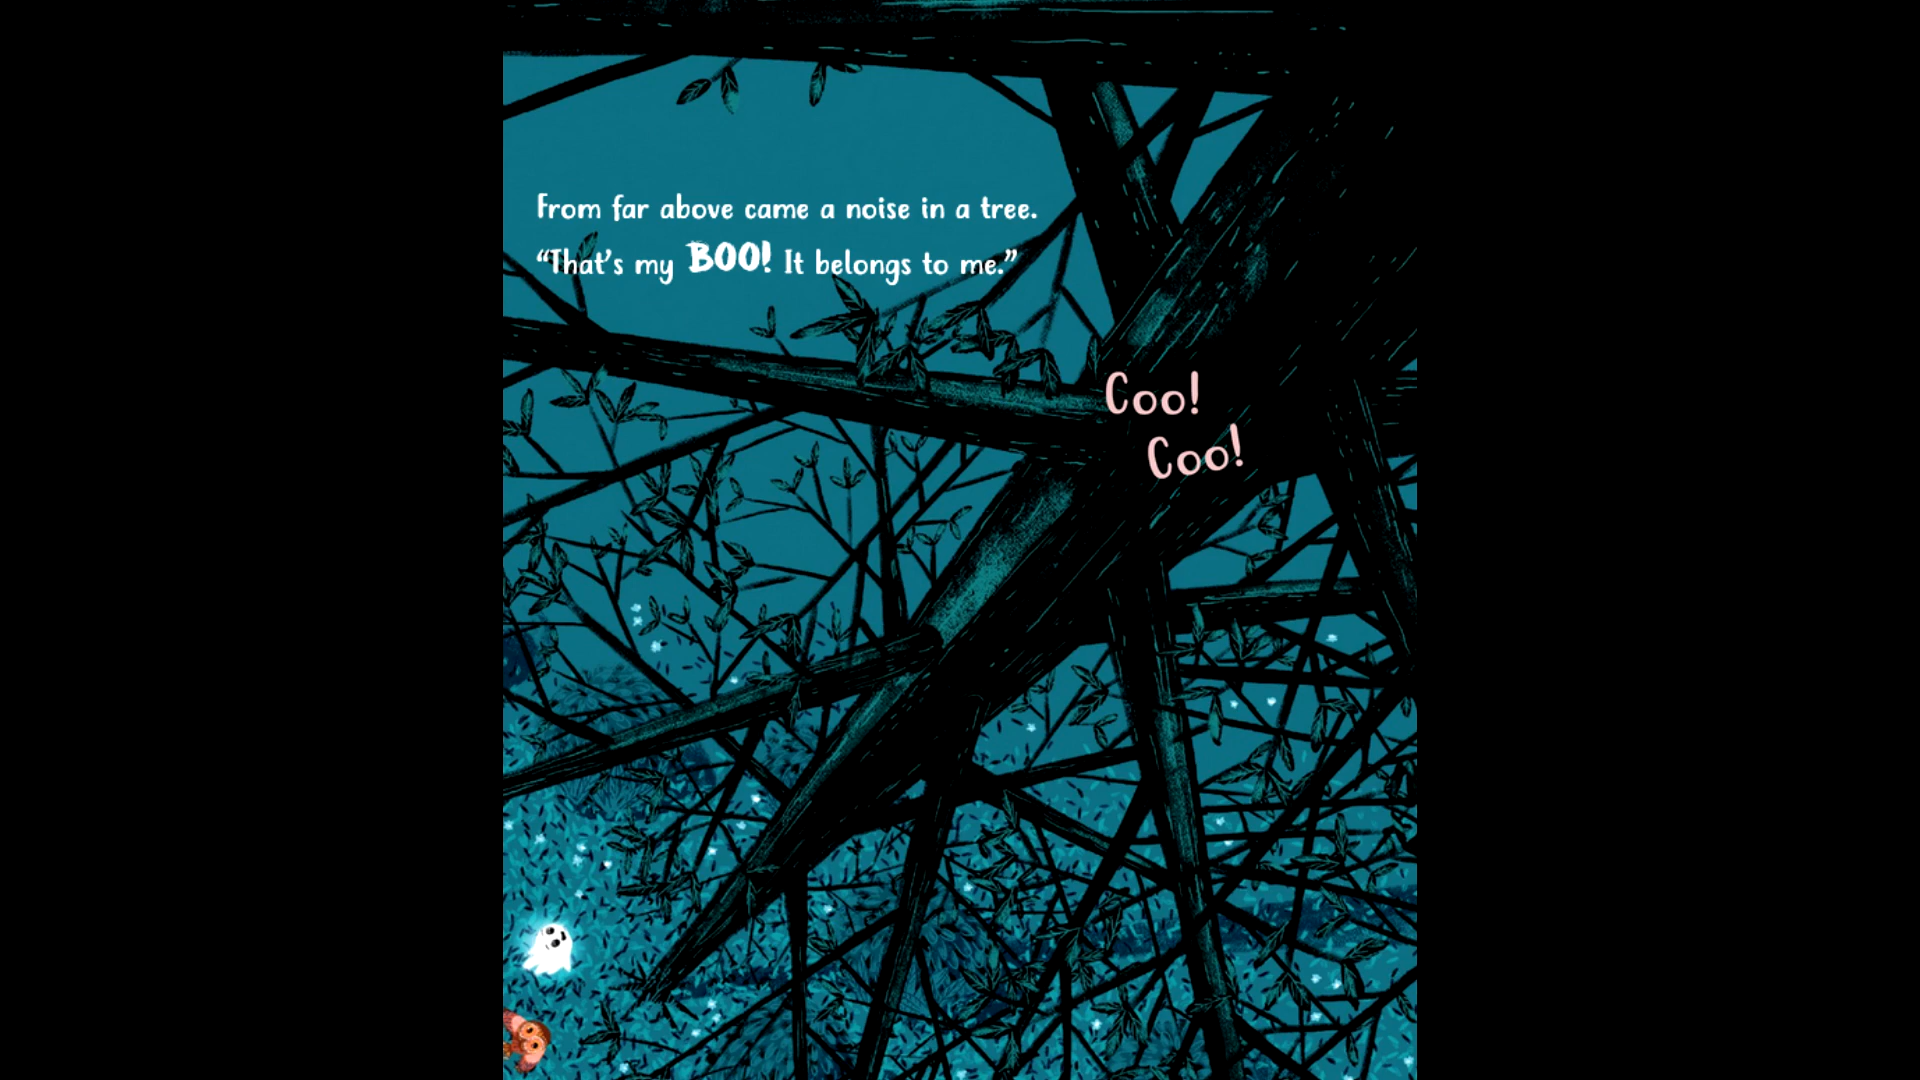 From far above came a noise in a tree.
“That’s my BOO! It belongs to me.”
Coo!
Coo!